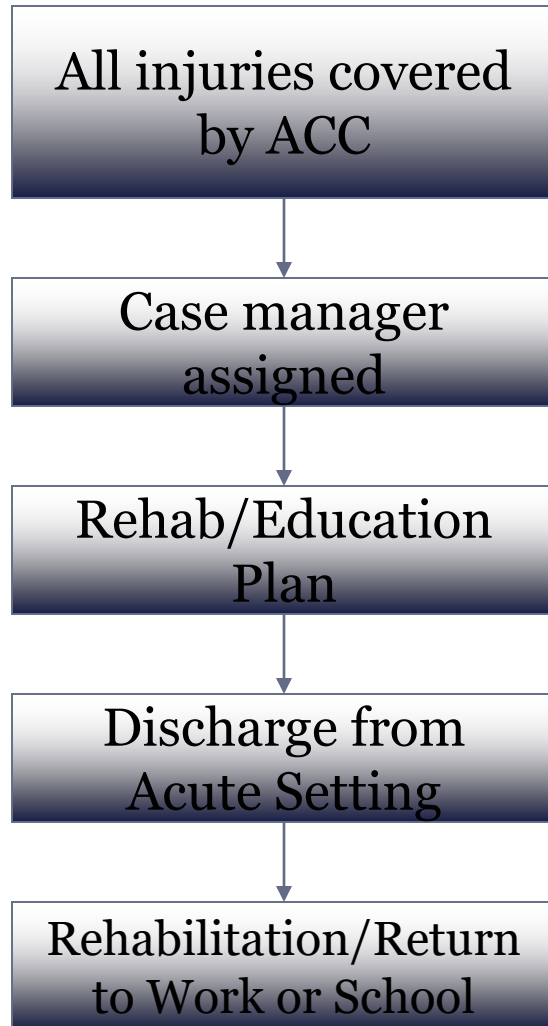 All injuries covered
by ACC
Case manager
assigned
Rehab/Education
Plan
Discharge from
Acute Setting
Rehabilitation/Return
to Work or School